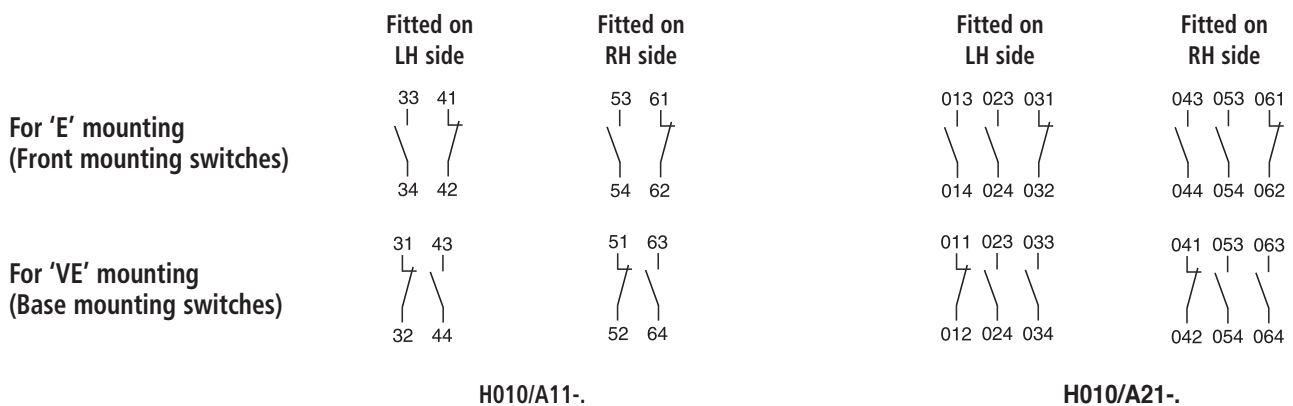 Fitted on
LH side
Fitted on
RH side
Fitted on
LH side
Fitted on
RH side
For ‘E’ mounting
(Front mounting switches)
33 41
34 42
53 61
54 62
013 023 031
014 024 032
043 053 061
044 054 062
For ‘VE’ mounting
(Base mounting switches)
31 43
32 44
51 63
52 64
011 023 033
012 024 034
041 053 063
042 054 064
H010/A11-.
H010/A21-.